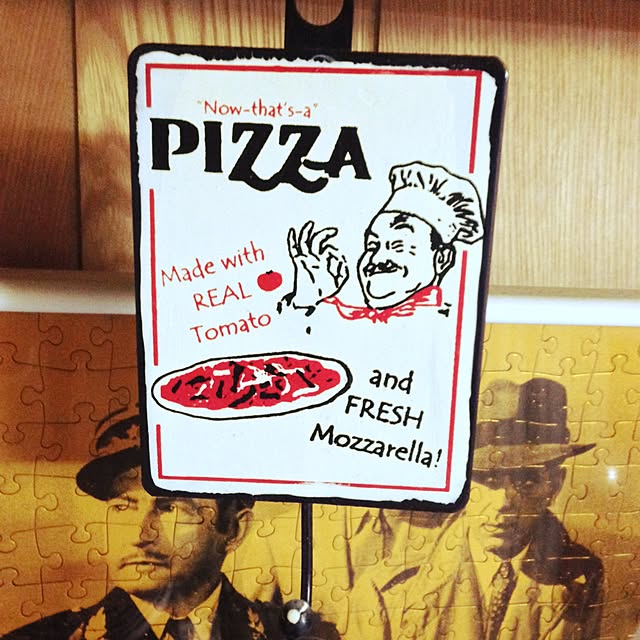 "Now-that's-a"
PIZZA
Made with
REAL
Tomato
and
FRESH
Mozzarella!